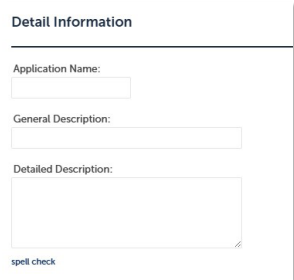 Detail Information
Application Name:
General Description:
Detailed Description:
spell check